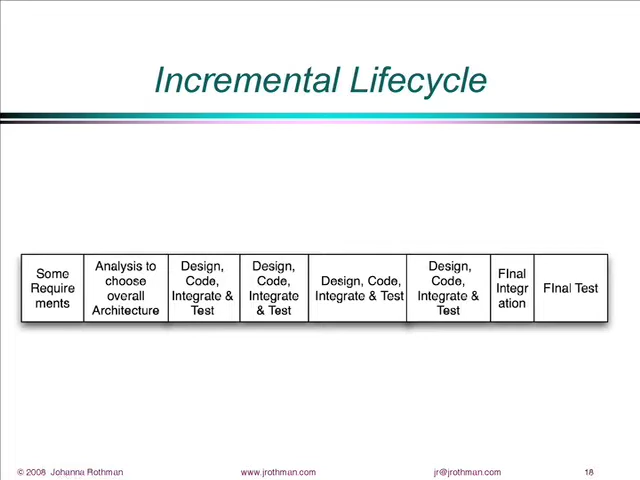 Incremental Lifecycle
Some
Require
ments
Analysis to
choose
overall
Architecture
Design,
Code,
Integrate &
Test
Design,
Code,
Integrate
& Test
Design, Code,
Integrate & Test
Design,
Code,
Integrate &
Test
FInal
Integr
ation
FInal Test
© 2008 Johanna Rothman
www.jrothman.com
jr@jrothman.com
18